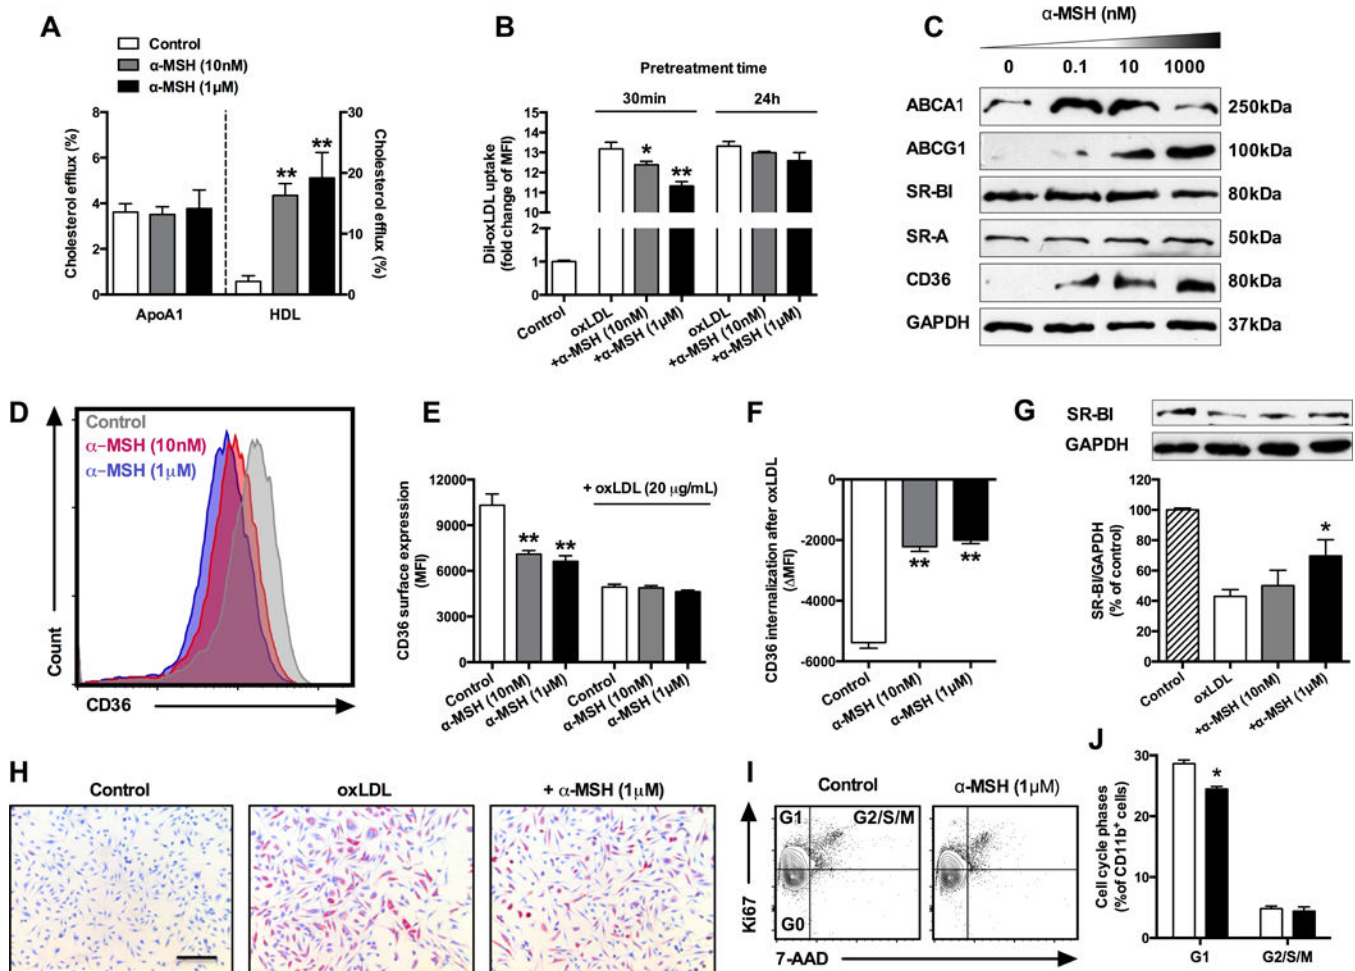 A
Control
α-MSH (10nM)
α-MSH (1μM)
Cholesterol efflux (%)
8
6
4
2
0
30
20
10
0
Cholesterol efflux (%)
**
**
ApoA1
HDL
B
Pretreatment time
30min
24h
DiI-oxLDL uptake
(fold change of MFI)
15
14
13
12
11
2
1
0
*
**
Control
oxLDL
+α-MSH (10nM)
+α-MSH (1μM)
oxLDL
+α-MSH (10nM)
+α-MSH (1μM)
C
α-MSH (nM)
0 0.1 10 1000
ABCA1 250kDa
ABCG1 100kDa
SR-BI 80kDa
SR-A 50kDa
CD36 80kDa
GAPDH 37kDa
D
Control
α-MSH (10nM)
α-MSH (1μM)
Count
CD36
E
CD36 surface expression
(MFI)
15000
12000
9000
6000
3000
0
+ oxLDL (20 μg/mL)
**
**
Control
α-MSH (10nM)
α-MSH (1μM)
Control
α-MSH (10nM)
α-MSH (1μM)
F
CD36 internalization after oxLDL
(ΔMFI)
0
-2000
-4000
-6000
**
**
Control
α-MSH (10nM)
α-MSH (1μM)
G
SR-BI
GAPDH
SR-BI/GAPDH
(% of control)
120
100
80
60
40
20
0
*
Control
oxLDL
+α-MSH (10nM)
+α-MSH (1μM)
H
Control
oxLDL
+ α-MSH (1μM)
I
Control
α-MSH (1μM)
G1
G2/S/M
G0
Ki67
7-AAD
J
Cell cycle phases
(%of CD11b⁺ cells)
30
20
10
0
*
G1
G2/S/M